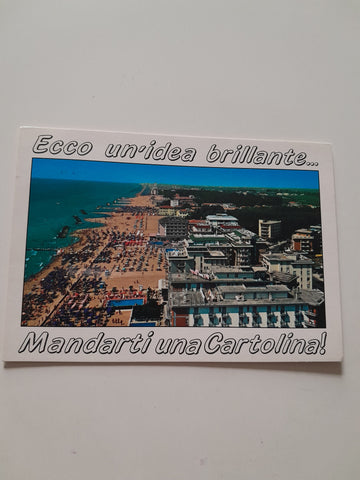 Ecco un'idea brillante...
Mandarti una Cartolina!